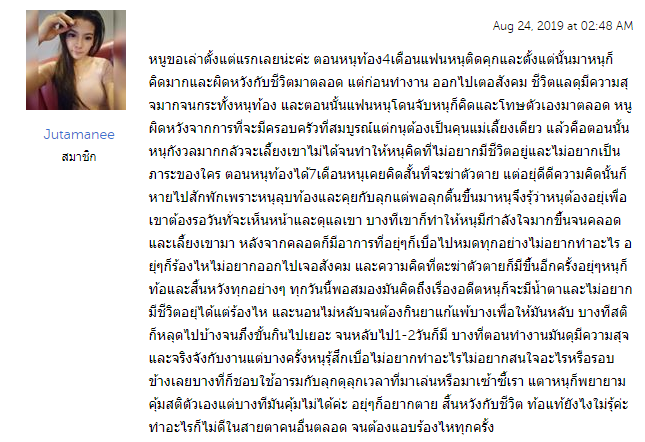 Aug 24, 2019 at 02:48 AM
Jutamanee
สมาชิก
หนูขอเล่าตั้งแต่แรกเลยน่ะค่ะ ตอนหนูท้อง4เดือนแฟนหนูติดคุกและตั้งแต่นั้นมาหนูก็
คิดมากและผิดหวังกับชีวิตมาตลอด แต่ก่อนทำงาน ออกไปเตอสังคม ชีวิตแลดุมีความสุ
จมากจนกระทั้งหนุท้อง และตอนนั้นแฟนหนุโดนจับหนุก็คิดและโทษตัวเองมาตลอด หนู
ผิดหวังจากการที่จะมีครอบครัวที่สมบูรณ์แต่กนุต้องเป็นคุนแม่เลี้ยงเดียว แล้วคือตอนนั้น
หนุกังวลมากกลัวจะเลี้ยงเขาไม่ได้จนทำให้หนุคิดที่ไม่อยากมีชีวิตอยู่และไม่อยากเป็น
ภาระของใคร ตอนหนุท้องได้7เดือนหนุเคยคิดสั้นที่จะฆ่าตัวตาย แต่อยู่ดีดีความคิดนั้นก็
หายไปสักพักเพราะหนุลุบท้องและคุยกับลุกแต่พอลุกดิ้นขึ้นมาหนุจึงรุ้ว่าหนุต้องอยุ่เพื่อ
เขาต้องรอวันทั่จะเห็นหน้าและดุแลเขา บางทีเขาก็ทำให้หนุมีกำลังใจมากขึ้นจนคลอด
และเลี้ยงเขามา หลังจากคลอดก็มีอาการที่อยุ่ๆก็เบื่อไปหมดทุกอย่างไม่อยากทำอะไร อ
ยุ่ๆก็ร้องไหไม่อยากออกไปเจอสังคม และความคิดที่ตะฆ่าตัวตายก็มีขึ้นอีกครั้งอยุ่ๆหนุก็
ท้อและสิ้นหวังทุกอย่างๆ ทุกวันนี้พอสมองมันคิดถึงเรื่องอดีตหนุก็จะมีน้ำตาและไม่อยาก
มีชีวิตอยุ่ได้แต่ร้องไห และนอนไม่หลับจนต้องกินยาแก้แพ้บางเพื่อให้มันหลับ บางทีสติ
ก็หลุดไปบ้างจนภึงขั้นกินไปเยอะ จนหลับไป1-2วันก็มี บางที่ตอนทำงานมันดุมีความสุจ
และจริงจังกับงานแต่บางครั้งหนุรุ้สึกเบื่อไม่อยากทำอะไรไม่อยากสนใจอะไรหรือรอบ
ข้างเลยบางทีก็ชอบใช้อารมกับลุกดุลุกเวลาที่มาเล่นหรือมาเซ้าซี้เรา แตาหนุก็พยายาม
คุ้มสติตัวเองแต่บางทีมันคุ้มไม่ได้ค่ะ อยุ่ๆก็อยากตาย สิ้นหวังกับชีวิต ท้อแท้ยังไงไม่รุ้ค่ะ
ทำอะไรก็ไม่ดีในสายตาคนอื่นตลอด จนต้องแอบร้องไหทุกครั้ง